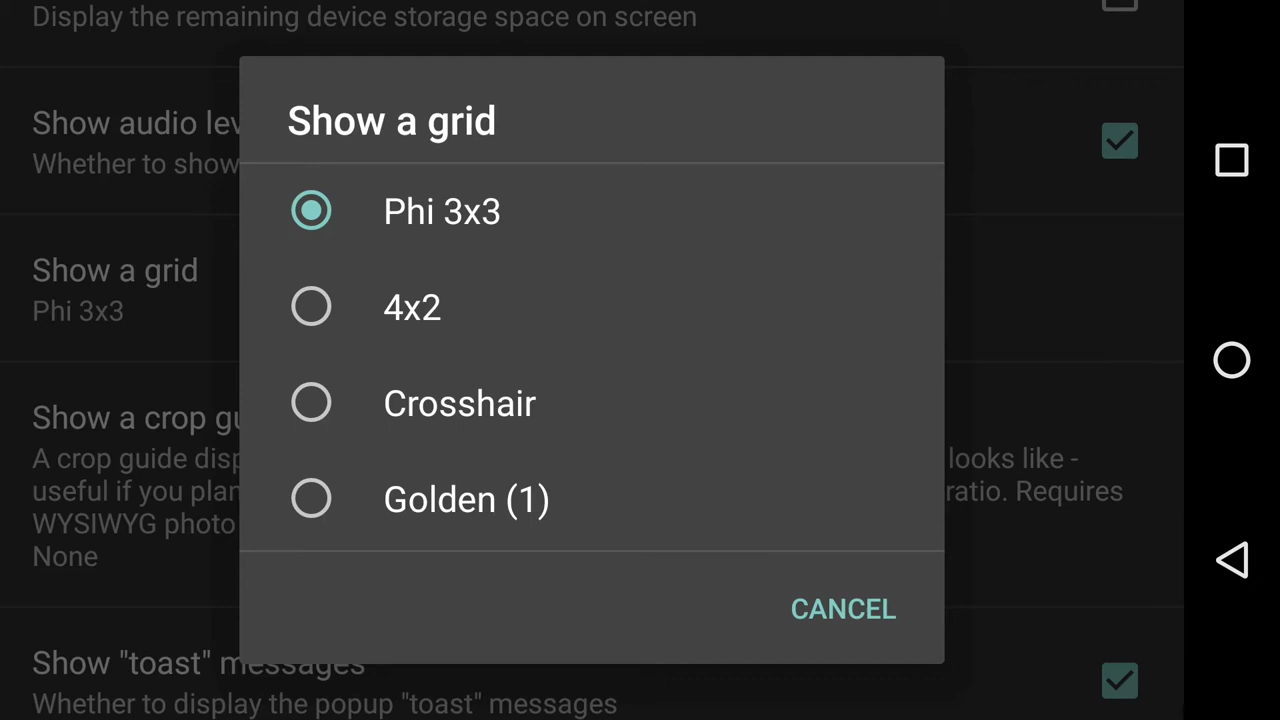 Display the remaining device storage space on screen
Show a grid
Show audio lev
Whether to show
Phi 3x3
Show a grid
Phi 3x3
4x2
Crosshair
Show a crop gu
A crop guide disp
looks like -
useful if you plan
ratio. Requires
WYSIWYG photo
None
Golden (1)
CANCEL
Show "toast" messages
Whether to display the popup "toast" messages